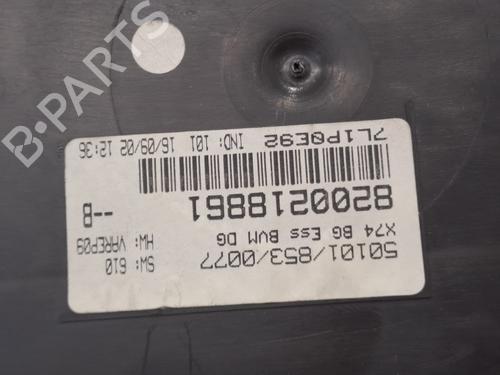 B-PARTS
50101/853/0077
X74 BG Ess BVM DG
8200218861
SW: 610
HW: VAREP09
--B
IND: 101 16/09/02 12:36
7L1P0E92